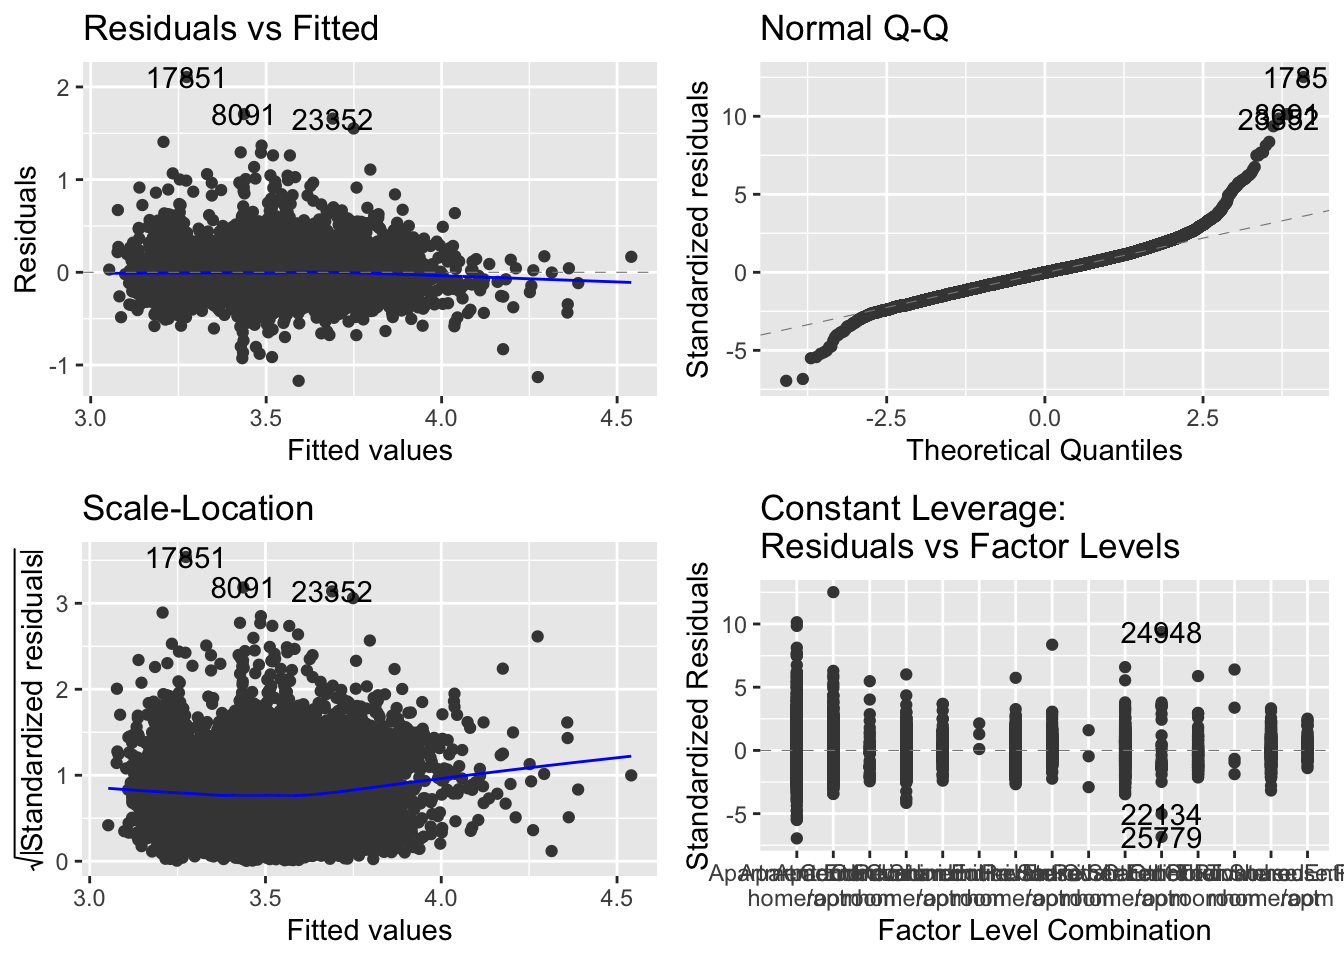 Residuals vs Fitted
Residuals
2
1
0
-1
17851
8091
23352
3.0
3.5
4.0
4.5
Fitted values
Normal Q-Q
Standardized residuals
10
5
0
-5
1785
-2.5
0.0
2.5
Theoretical Quantiles
Scale-Location
√|Standardized residuals|
3
2
1
0
17851
8091
23352
3.0
3.5
4.0
4.5
Fitted values
Constant Leverage:
Residuals vs Factor Levels
Standardized Residuals
10
5
0
-5
24948
22134
25779
Factor Level Combination